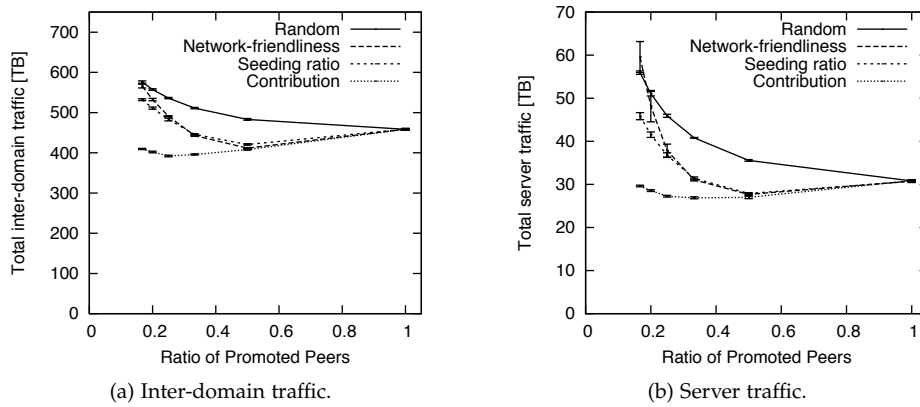 700
600
500
400
300
200
100
0
Total inter-domain traffic [TB]
Random
Network-friendliness
Seeding ratio
Contribution
0 0.2 0.4 0.6 0.8 1
Ratio of Promoted Peers
(a) Inter-domain traffic.
70
60
50
40
30
20
10
0
Total server traffic [TB]
Random
Network-friendliness
Seeding ratio
Contribution
0 0.2 0.4 0.6 0.8 1
Ratio of Promoted Peers
(b) Server traffic.